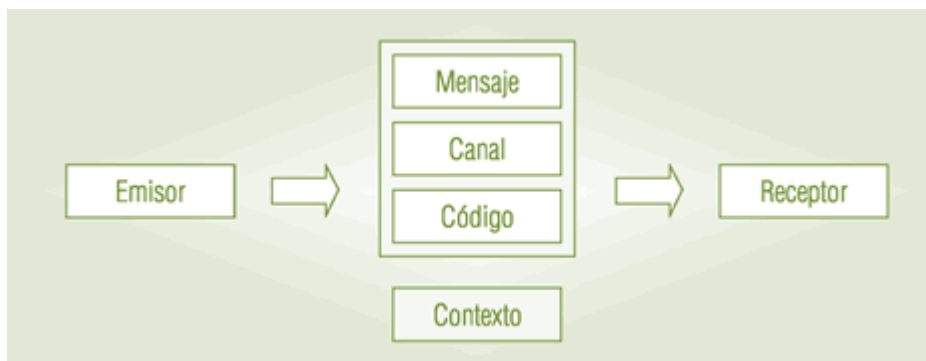 Mensaje
Canal
Emisor
Receptor
Código
Contexto